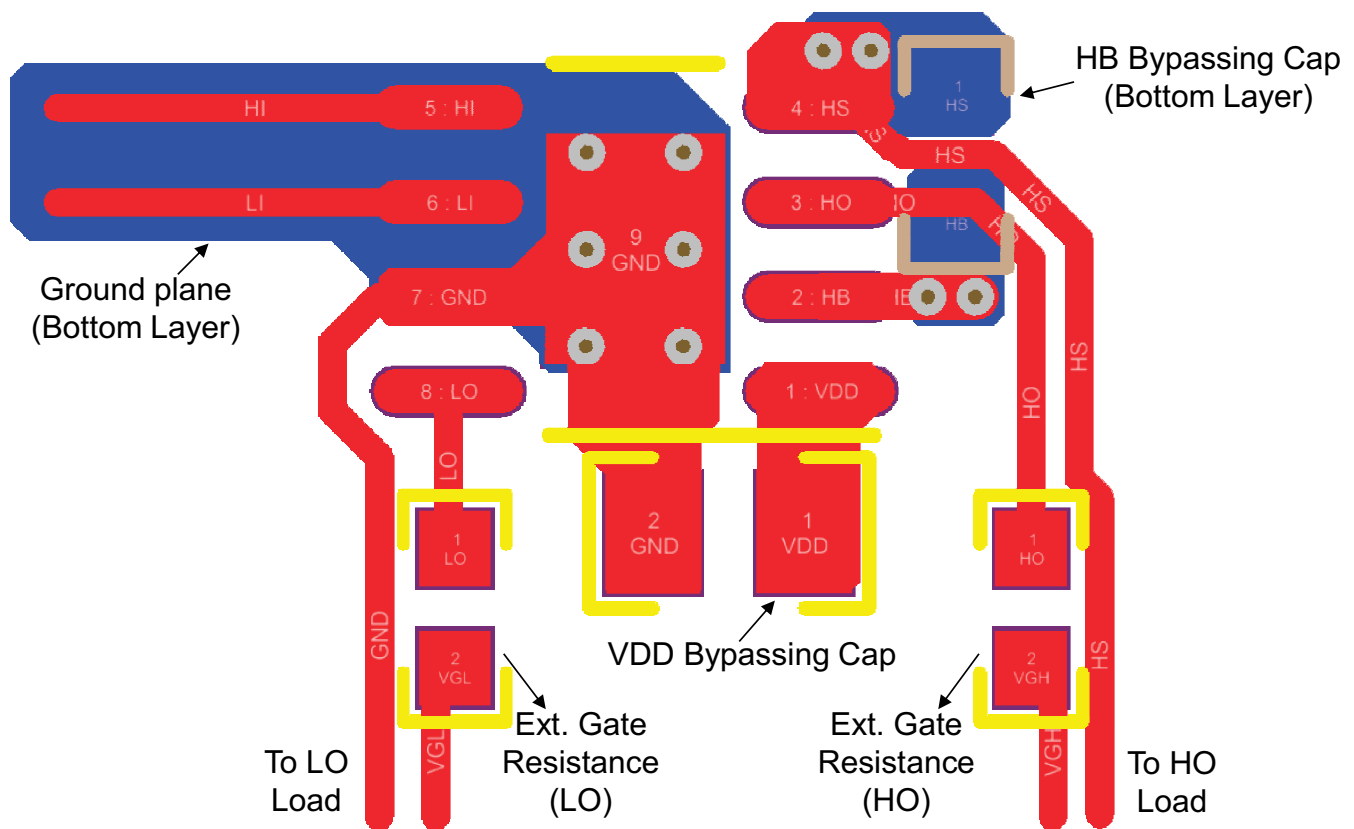 HB Bypassing Cap
(Bottom Layer)
HI
5 : HI
4 : HS
1
HS
HS
HS
HS
LI
6 : LI
3 : HO
HO
HO
HB
9
GND
Ground plane
(Bottom Layer)
7 : GND
2 : HB
HS
8 : LO
1 : VDD
HO
LO
2
GND
1
VDD
1
LO
1
HO
GND
VDD Bypassing Cap
HS
2
VGL
2
VGH
Ext. Gate
Resistance
(LO)
Ext. Gate
Resistance
(HO)
VGL
VGH
To LO
Load
To HO
Load